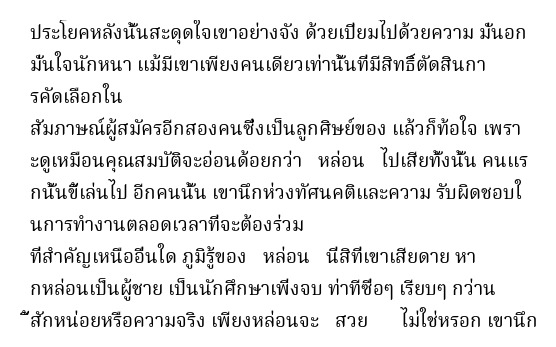 ประโยคหลังนั้นสะดุดใจเขาอย่างจัง ด้วยเปี่ยมไปด้วยความ มั่นอก
มั่นใจนักหนา แม้มีเขาเพียงคนเดียวเท่านั้นที่มีสิทธิ์ตัดสินกา
รคัดเลือกใน
สัมภาษณ์ผู้สมัครอีกสองคนซึ่งเป็นลูกศิษย์ของ แล้วก็ท้อใจ เพรา
ะดูเหมือนคุณสมบัติจะอ่อนด้อยกว่า หล่อน ไปเสียทั้งนั้น คนแร
กนั้นขี้เล่นไป อีกคนนั้น เขานึกห่วงทัศนคติและความ รับผิดชอบใ
นการทำงานตลอดเวลาที่จะต้องร่วม
ที่สำคัญเหนืออื่นใด ภูมิรู้ของ หล่อน นี่สิที่เขาเสียดาย หา
กหล่อนเป็นผู้ชาย เป็นนักศึกษาเพิ่งจบ ท่าทีซื่อๆ เรียบๆ กว่าน
ี้สักหน่อยหรือความจริง เพียงหล่อนจะ สวย ไม่ใช่หรอก เขานึก